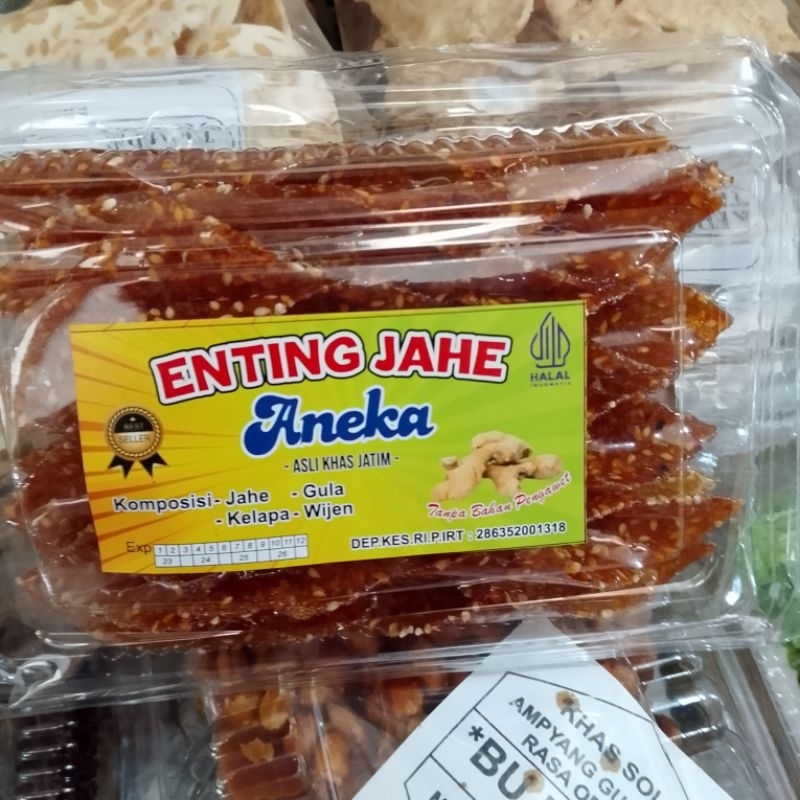 ENTING JAHE
HALAL
INDONESIA
Aneka
BEST
SELLER
- ASLI KHAS JATIM -
Komposisi - Jahe - Gula
- Kelapa - Wijen
Tanpa Bahan Pengawet
Exp 1 2 3 4 5 6 7 8 9 10 11 12
23 24 25 26
DEP.KES.RI.P.IRT : 286352001318
KHAS SOL
AMPYANG GU
RASA O
*BU